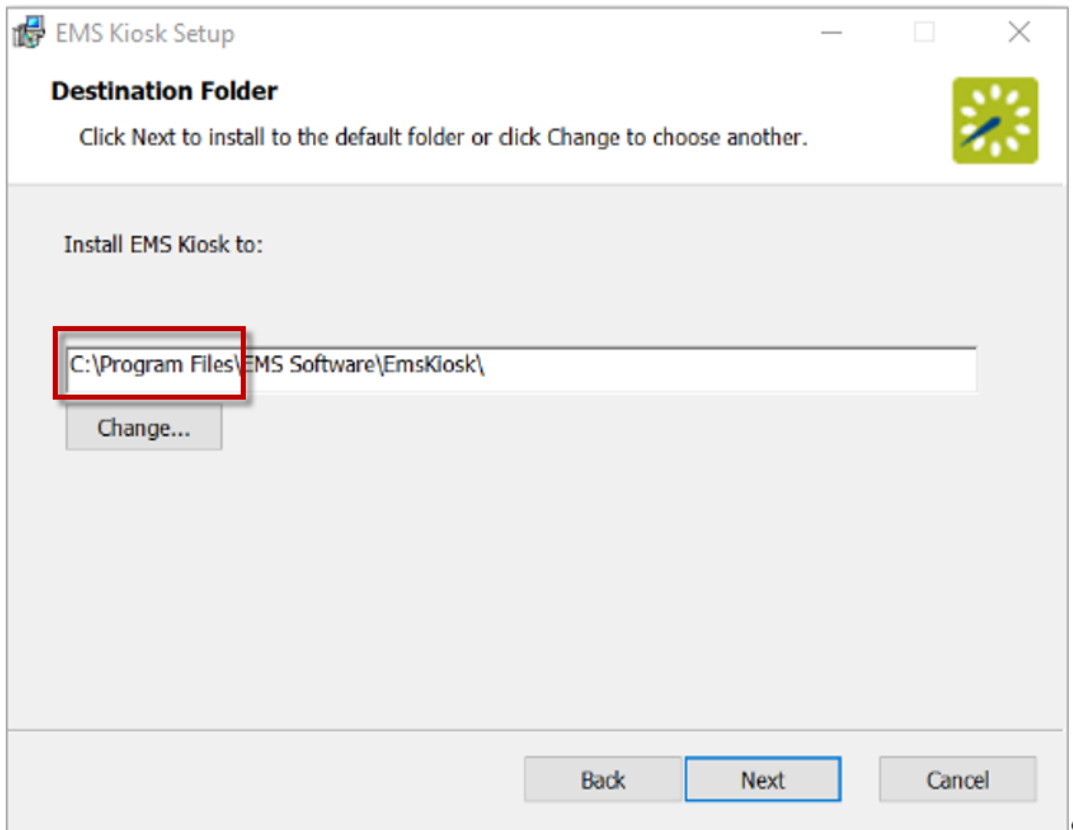 EMS Kiosk Setup
Destination Folder
Click Next to install to the default folder or click Change to choose another.
Install EMS Kiosk to:
C:\Program Files\EMS Software\EmsKiosk\
Change...
Back Next Cancel